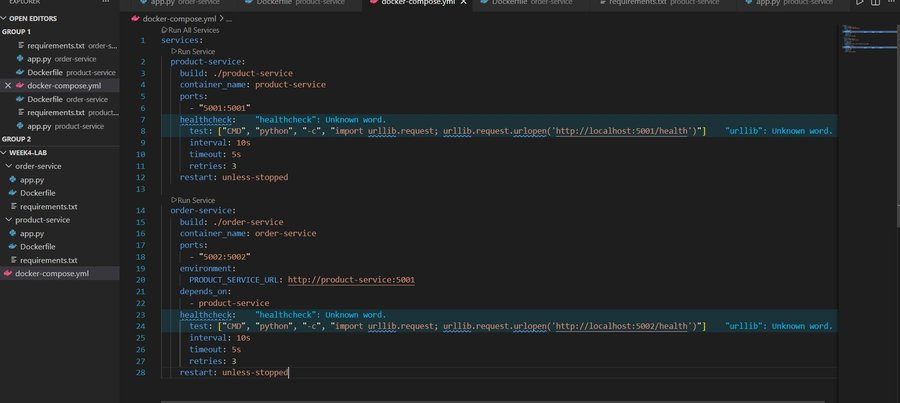 EXPLORER
OPEN EDITORS
GROUP 1
requirements.txt order-s...
app.py order-service
Dockerfile product-service
docker-compose.yml
Dockerfile order-service
requirements.txt produc...
app.py product-service
GROUP 2
WEEK4-LAB
order-service
app.py
Dockerfile
requirements.txt
product-service
app.py
Dockerfile
requirements.txt
docker-compose.yml
app.py product-service
Dockerfile product-service
docker-compose.yml
Dockerfile order-service
requirements.txt product-service
app.py product-service
docker-compose.yml > ...
Run All Services
1 services:
Run Service
2 product-service:
3 build: ./product-service
4 container_name: product-service
5 ports:
6 - "5001:5001"
7 healthcheck: "healthcheck": Unknown word.
8 test: ["CMD", "python", "-c", "import urllib.request; urllib.request.urlopen('http://localhost:5001/health')"] "urllib": Unknown word.
9 interval: 10s
10 timeout: 5s
11 retries: 3
12 restart: unless-stopped
13
Run Service
14 order-service:
15 build: ./order-service
16 container_name: order-service
17 ports:
18 - "5002:5002"
19 environment:
20 PRODUCT_SERVICE_URL: http://product-service:5001
21 depends_on:
22 - product-service
23 healthcheck: "healthcheck": Unknown word.
24 test: ["CMD", "python", "-c", "import urllib.request; urllib.request.urlopen('http://localhost:5002/health')"] "urllib": Unknown word.
25 interval: 10s
26 timeout: 5s
27 retries: 3
28 restart: unless-stopped